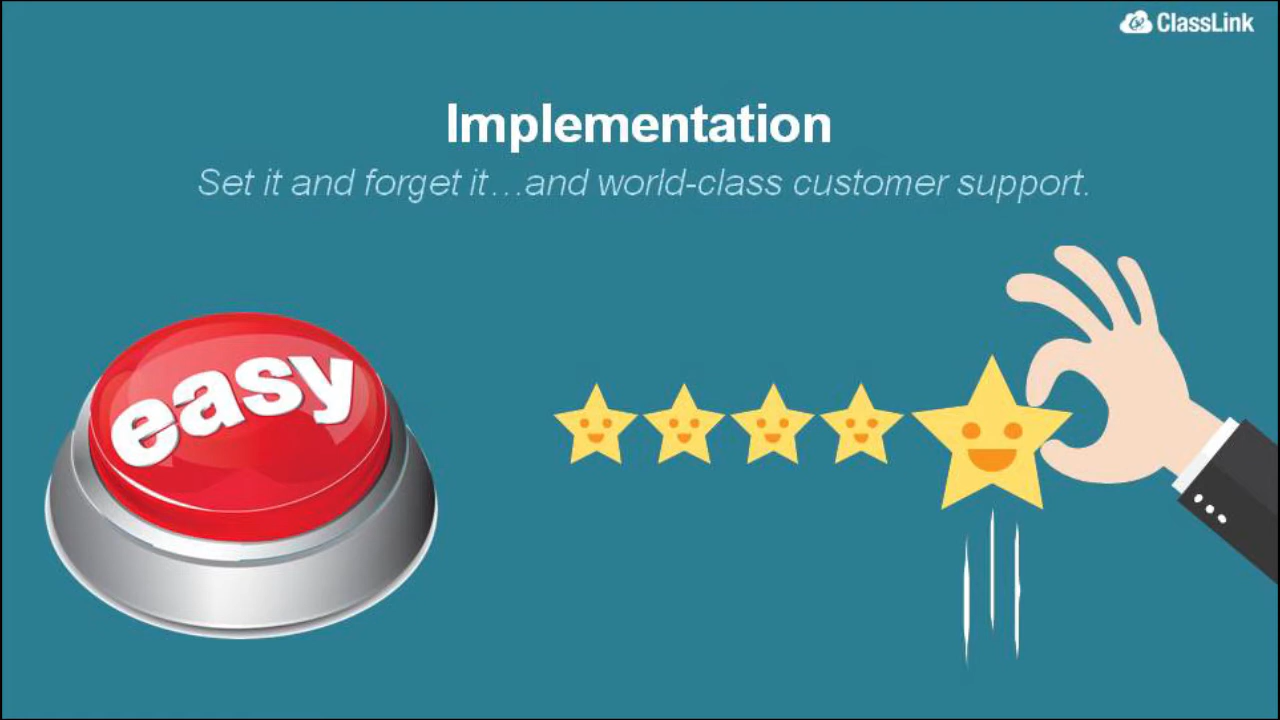 ClassLink
Implementation
Set it and forget it…and world-class customer support.
easy